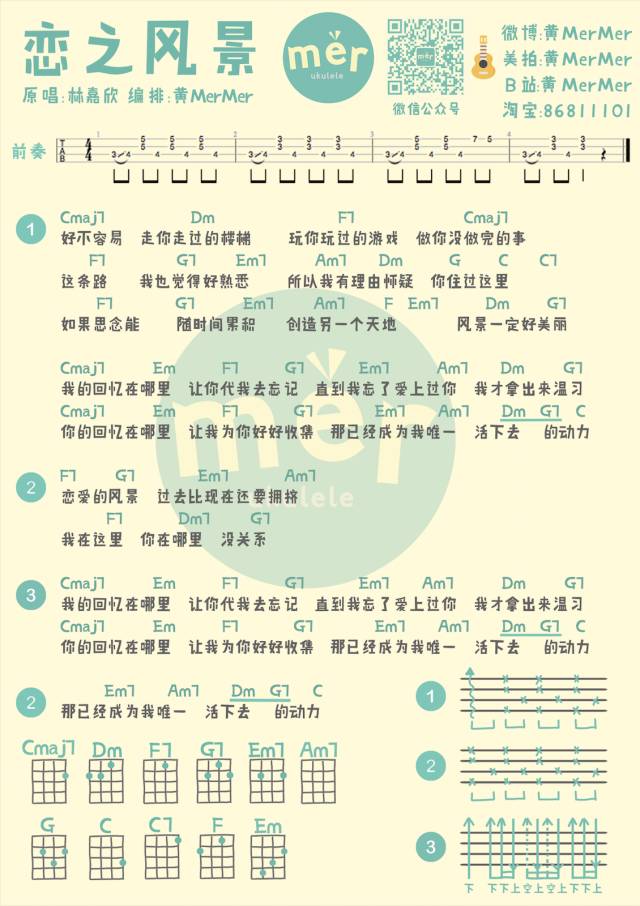 恋之风景
mer
ukulele
原唱:林嘉欣 编排:黄MerMer
微信公众号
微博:黄MerMer
美拍:黄MerMer
B站:黄MerMer
淘宝:86811101
前奏
1
Cmaj7 Dm F7 Cmaj7
好不容易 走你走过的楼梯 玩你玩过的游戏 做你没做完的事
F7 G7 Em7 Am7 Dm G C C7
这条路 我也觉得好熟悉 所以我有理由怀疑 你住过这里
F7 G7 Em7 Am7 F Em7 Dm G7
如果思念能 随时间累积 创造另一个天地 风景一定好美丽
Cmaj7 Em F7 G7 Em7 Am7 Dm G7
我的回忆在哪里 让你代我去忘记 直到我忘了爱上过你 我才拿出来温习
Cmaj7 Em F7 G7 Em7 Am7 Dm G7 C
你的回忆在哪里 让我为你好好收集 那已经成为我唯一 活下去 的动力
2
F7 G7 Em7 Am7
恋爱的风景 过去比现在还要拥挤
F7 Dm7 G7
我在这里 你在哪里 没关系
3
Cmaj7 Em F7 G7 Em7 Am7 Dm G7
我的回忆在哪里 让你代我去忘记 直到我忘了爱上过你 我才拿出来温习
Cmaj7 Em F7 G7 Em7 Am7 Dm G7 C
你的回忆在哪里 让我为你好好收集 那已经成为我唯一 活下去 的动力
2
Em7 Am7 Dm G7 C
那已经成为我唯一 活下去 的动力
Cmaj7 Dm F7 G7 Em7 Am7
G C C7 F Em
1
2
3
下 下下上空上空上下下上